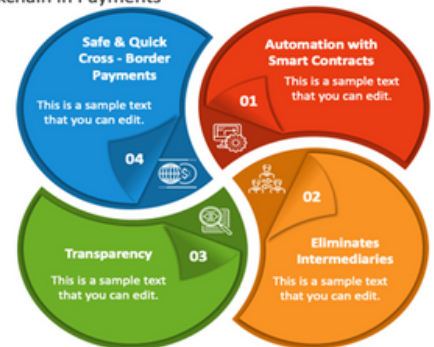 in Payments
Safe & Quick
Cross - Border
Payments
This is a sample text
that you can edit.
04
Automation with
Smart Contracts
This is a sample text
that you can edit.
01
02
Eliminates
Intermediaries
This is a sample text
that you can edit.
Transparency
03
This is a sample text
that you can edit.